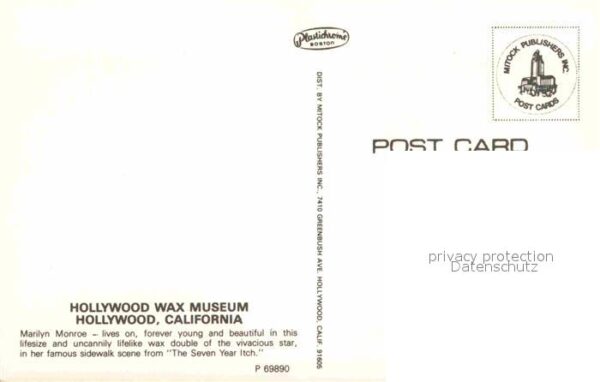 Plastichrome
BOSTON
MITOCK PUBLISHERS INC.
POST CARDS
DIST. BY MITOCK PUBLISHERS INC., 7410 GREENBUSH AVE. HOLLYWOOD, CALIF. 91605
POST CARD
privacy protection
Datenschutz
HOLLYWOOD WAX MUSEUM
HOLLYWOOD, CALIFORNIA
Marilyn Monroe – lives on, forever young and beautiful in this
lifesize and uncannily lifelike wax double of the vivacious star,
in her famous sidewalk scene from "The Seven Year Itch."
P 69890